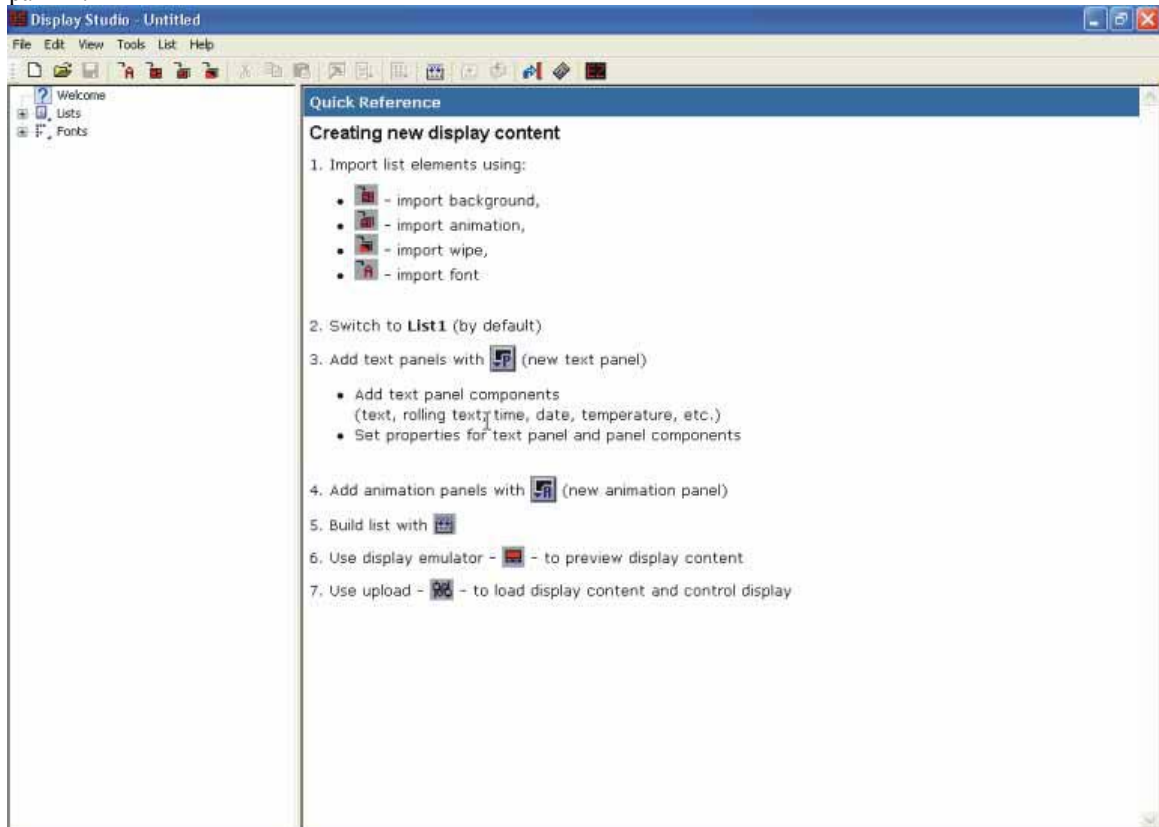 Display Studio - Untitled
File Edit View Tools List Help
Welcome
Lists
Fonts
Quick Reference
Creating new display content
1. Import list elements using:
• - import background,
• - import animation,
• - import wipe,
• - import font
2. Switch to List1 (by default)
3. Add text panels with (new text panel)
• Add text panel components
(text, rolling text, time, date, temperature, etc.)
• Set properties for text panel and panel components
4. Add animation panels with (new animation panel)
5. Build list with
6. Use display emulator - - to preview display content
7. Use upload - - to load display content and control display